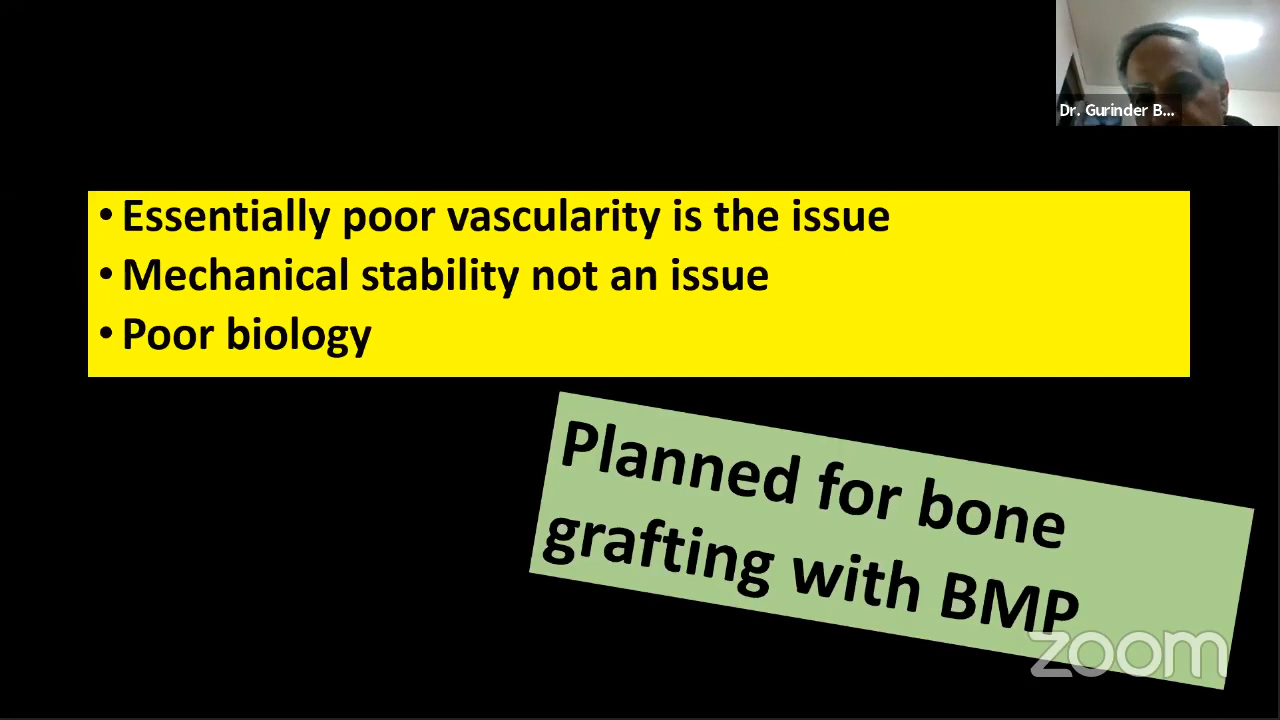 Dr. Gurinder B...
• Essentially poor vascularity is the issue
• Mechanical stability not an issue
• Poor biology
Planned for bone
grafting with BMP
zoom